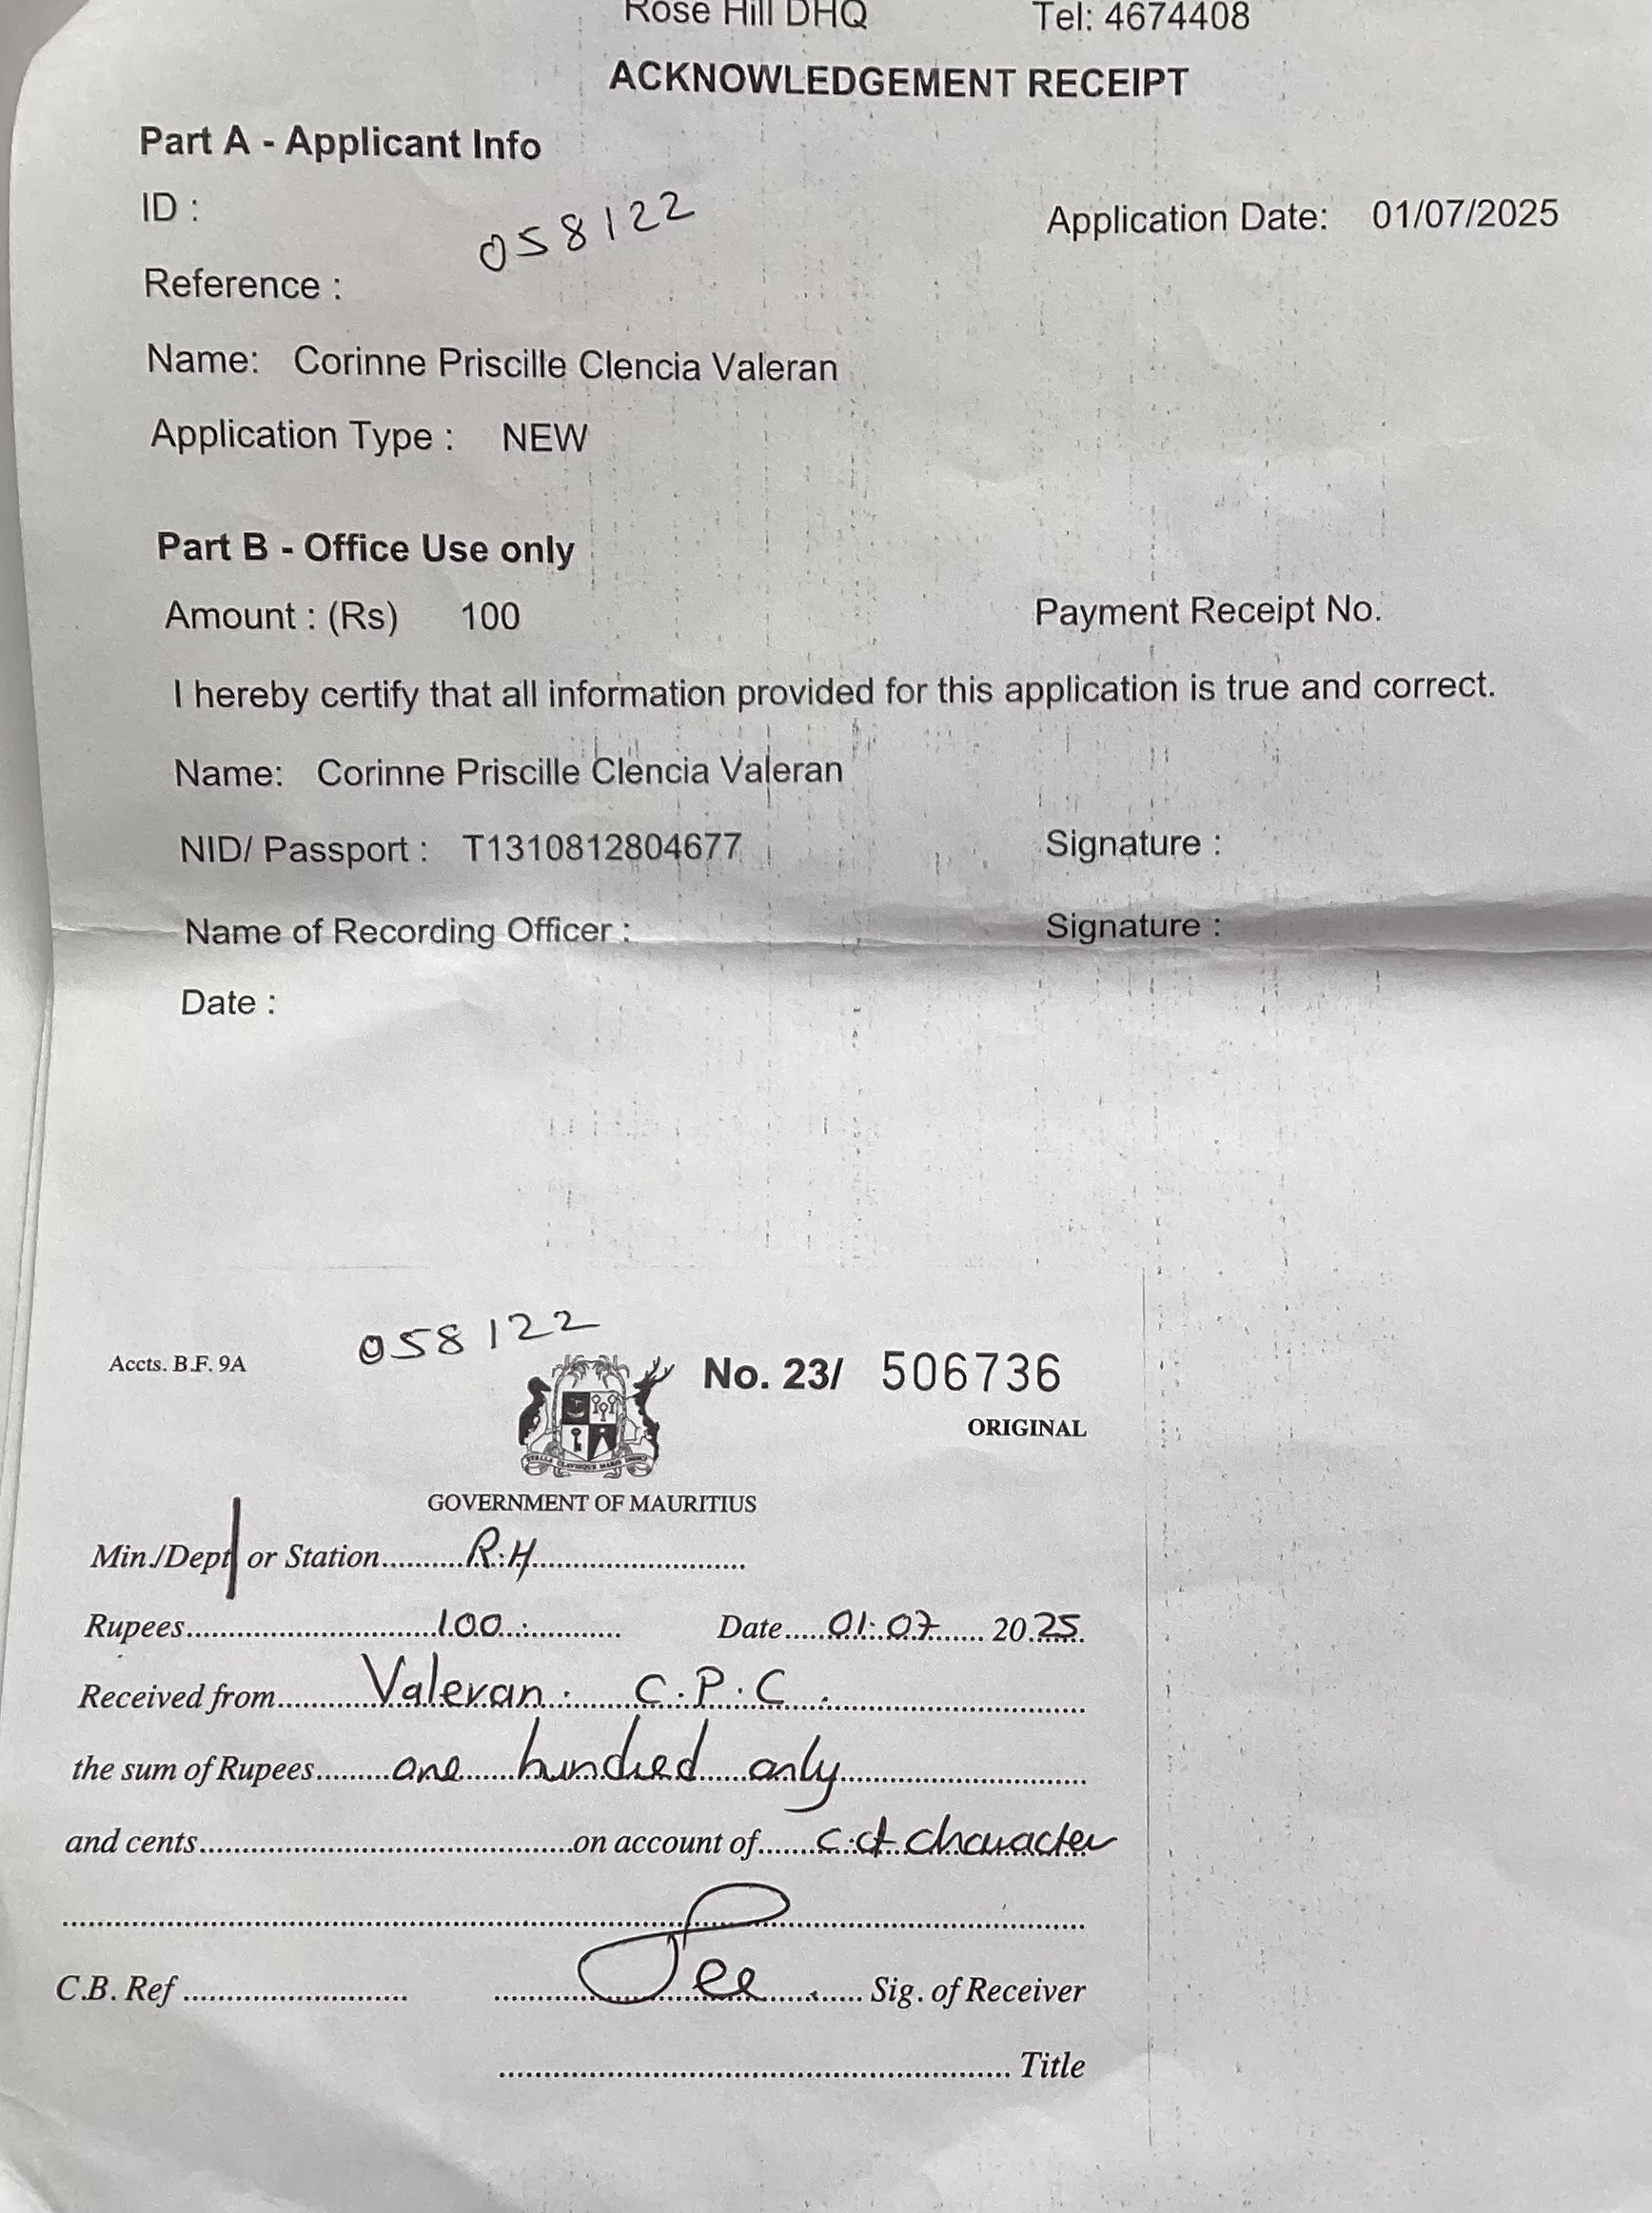 Rose Hill DHQ Tel: 4674408
ACKNOWLEDGEMENT RECEIPT
Part A - Applicant Info
ID : 058122 Application Date: 01/07/2025
Reference :
Name: Corinne Priscille Clencia Valeran
Application Type : NEW
Part B - Office Use only
Amount : (Rs) 100 Payment Receipt No.
I hereby certify that all information provided for this application is true and correct.
Name: Corinne Priscille Clencia Valeran
NID/ Passport : T1310812804677 Signature :
Name of Recording Officer : Signature :
Date :
058122
Accts. B.F. 9A No. 23/ 506736
ORIGINAL
GOVERNMENT OF MAURITIUS
Min./Dept or Station R.H
Rupees 100 Date 01.07 2025
Received from Valeran. C.P.C.
the sum of Rupees one hundred only
and cents on account of c.ct character
C.B. Ref Sig. of Receiver
Title